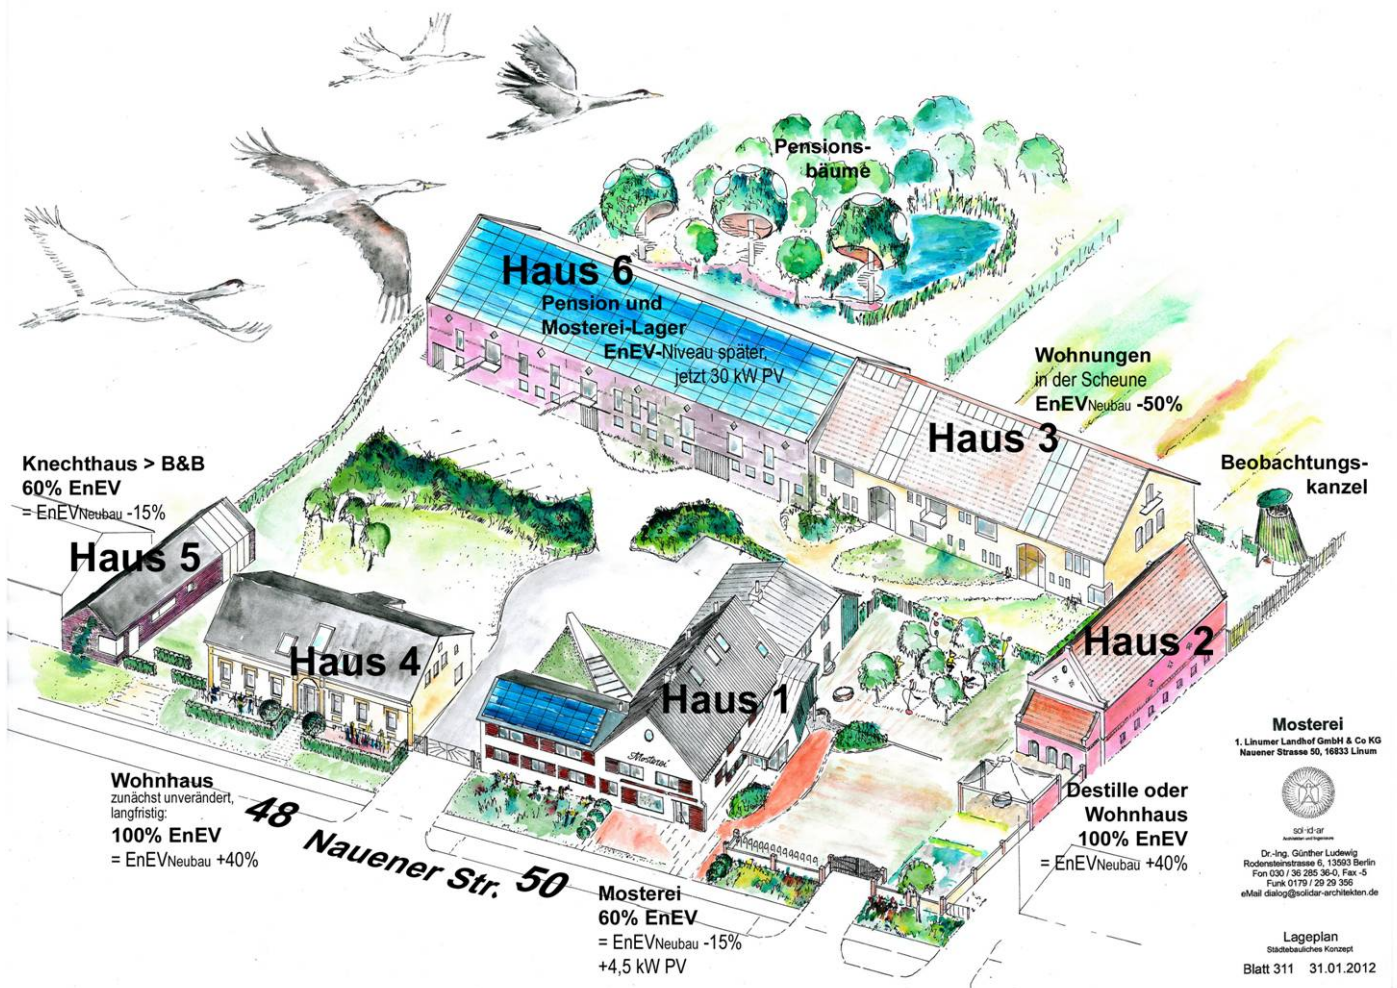 Pensions-
bäume
Haus 6
Pension und
Mosterei-Lager
EnEV-Niveau später,
jetzt 30 kW PV
Wohnungen
in der Scheune
EnEVNeubau -50%
Haus 3
Beobachtungs-
kanzel
Knechthaus > B&B
60% EnEV
= EnEVNeubau -15%
Haus 5
Haus 4
Haus 1
Haus 2
Mosterei
Wohnhaus
zunächst unverändert,
langfristig:
100% EnEV
= EnEVNeubau +40%
48 Nauener Str. 50
Mosterei
60% EnEV
= EnEVNeubau -15%
+4,5 kW PV
Destille oder
Wohnhaus
100% EnEV
= EnEVNeubau +40%
Mosterei
1. Linumer Landhof GmbH & Co KG
Nauener Strasse 50, 16833 Linum
sol·id·ar
Architekten und Ingenieure
Dr.-Ing. Günther Ludewig
Rodensteinstrasse 6, 13593 Berlin
Fon 030 / 36 285 36-0, Fax -5
Funk 0179 / 29 29 356
eMail dialog@solidar-architekten.de
Lageplan
Städtebauliches Konzept
Blatt 311 31.01.2012